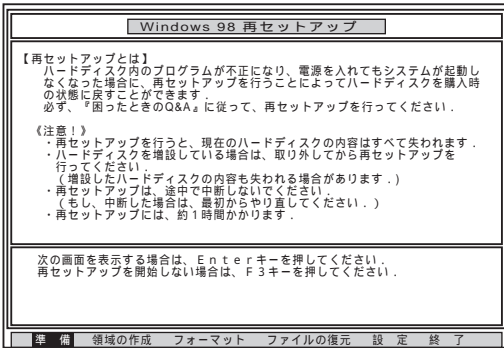 Windows 98 再セットアップ
【再セットアップとは】
ハードディスク内のプログラムが不正になり、電源を入れてもシステムが起動し
なくなった場合に、再セットアップを行うことによってハードディスクを購入時
の状態に戻すことができます．
必ず、『困ったときのQ&A』に従って、再セットアップを行ってください．
《注意！》
・再セットアップを行うと、現在のハードディスクの内容はすべて失われます．
・ハードディスクを増設している場合は、取り外してから再セットアップを
行ってください．
（増設したハードディスクの内容も失われる場合があります．)
・再セットアップは、途中で中断しないでください．
（もし、中断した場合は、最初からやり直してください．）
・再セットアップには、約１時間かかります．
次の画面を表示する場合は、Ｅｎｔｅｒキーを押してください．
再セットアップを開始しない場合は、Ｆ３キーを押してください．
準　備　領域の作成　フォーマット　ファイルの復元　設　定　終　了